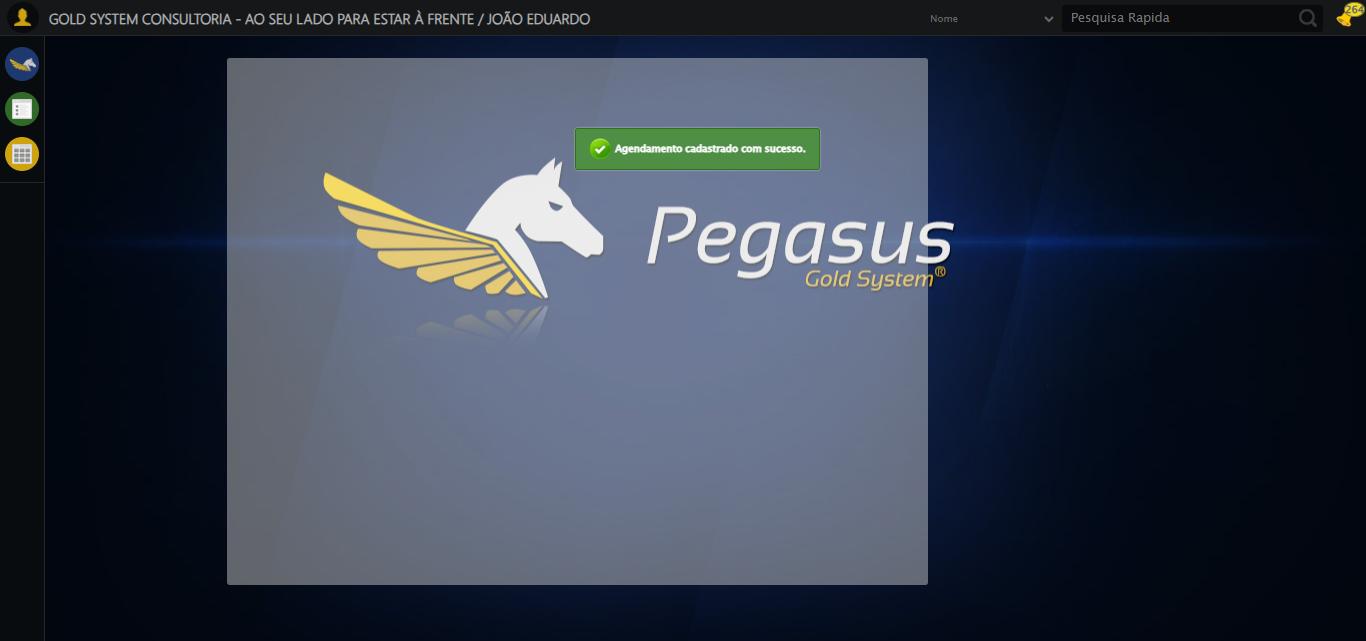 GOLD SYSTEM CONSULTORIA - AO SEU LADO PARA ESTAR À FRENTE / JOÃO EDUARDO
Nome
Pesquisa Rapida
264
Agendamento cadastrado com sucesso.
Pegasus
Gold System®